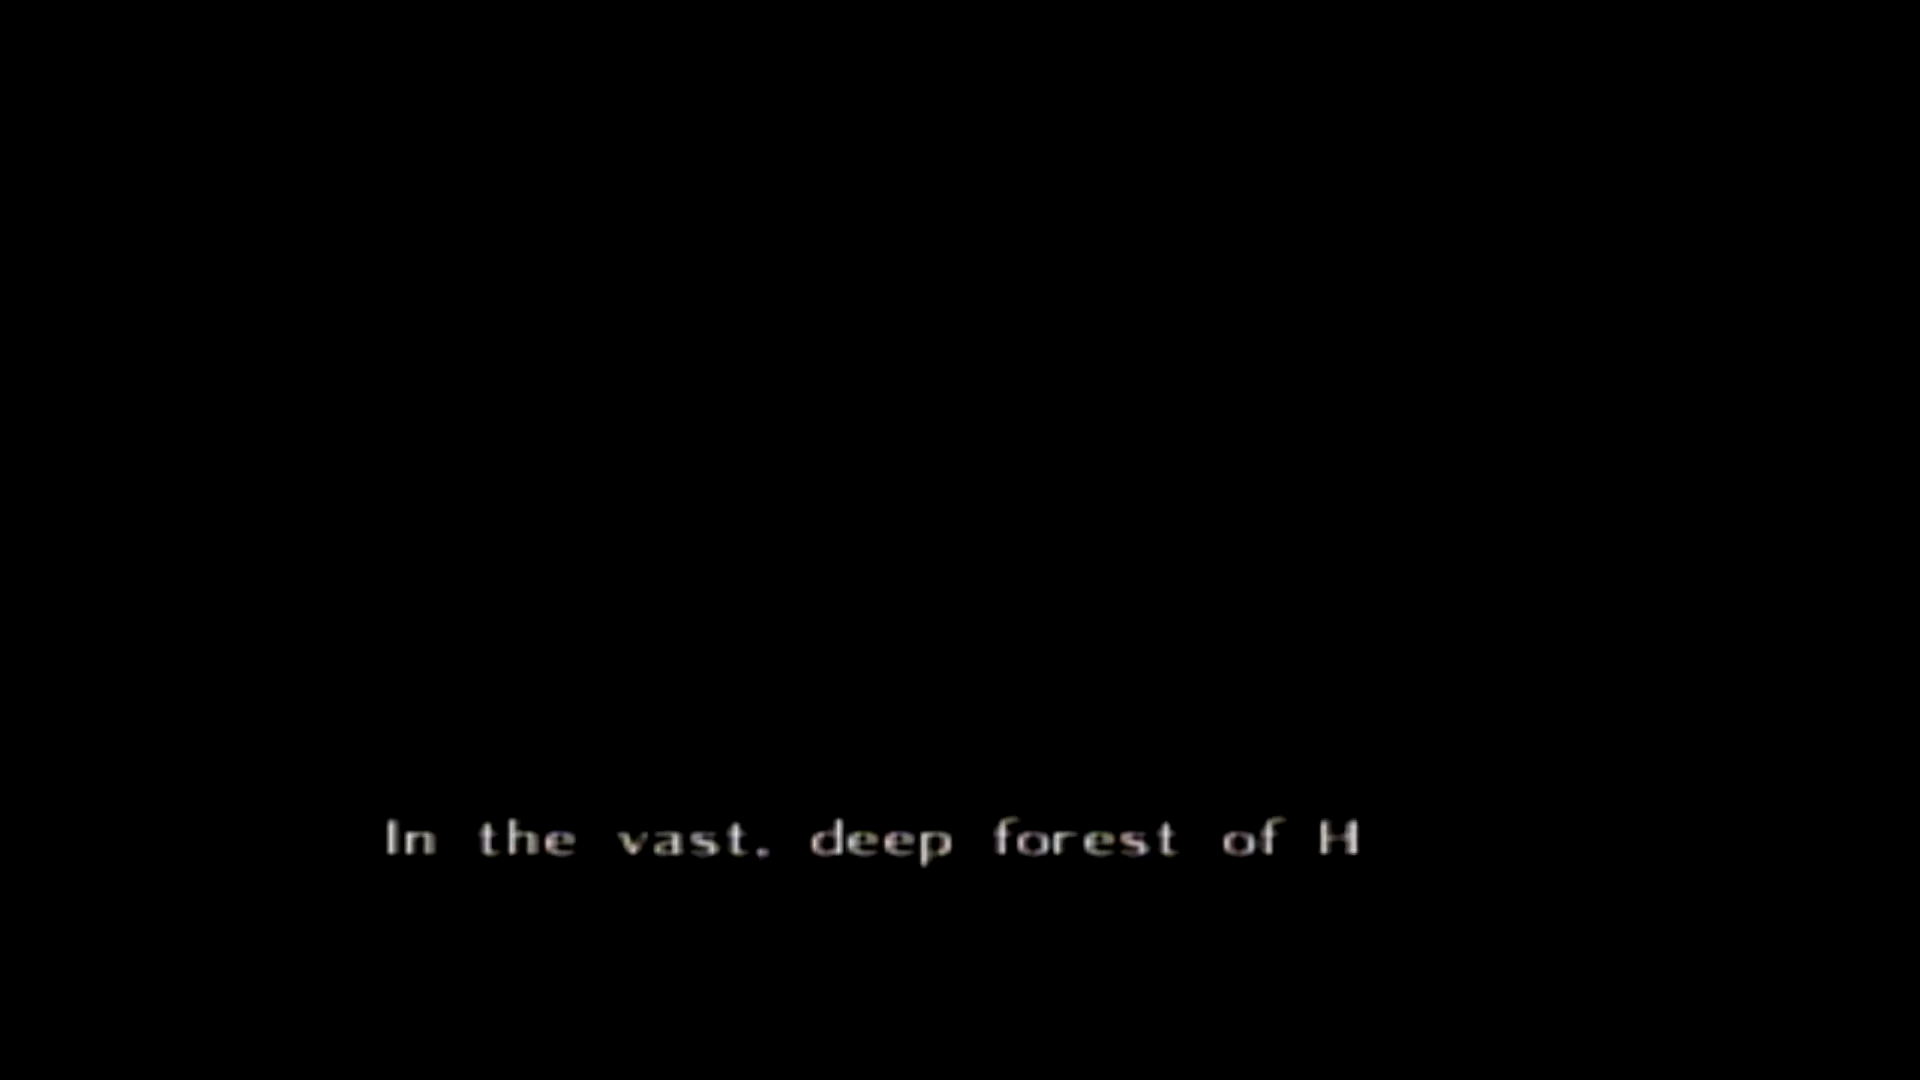 In the vast, deep forest of H